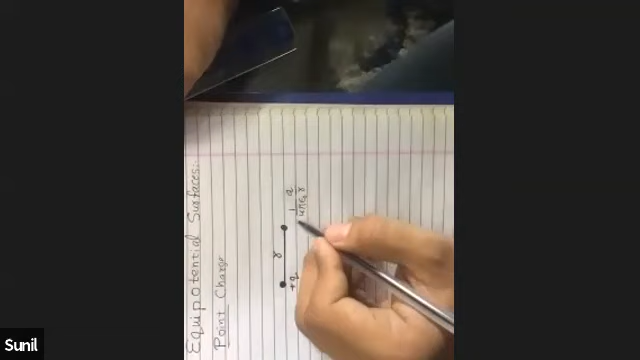 Equipotential Surfaces:-
Point Charge
+q r 1/4πε₀ q/r
Sunil